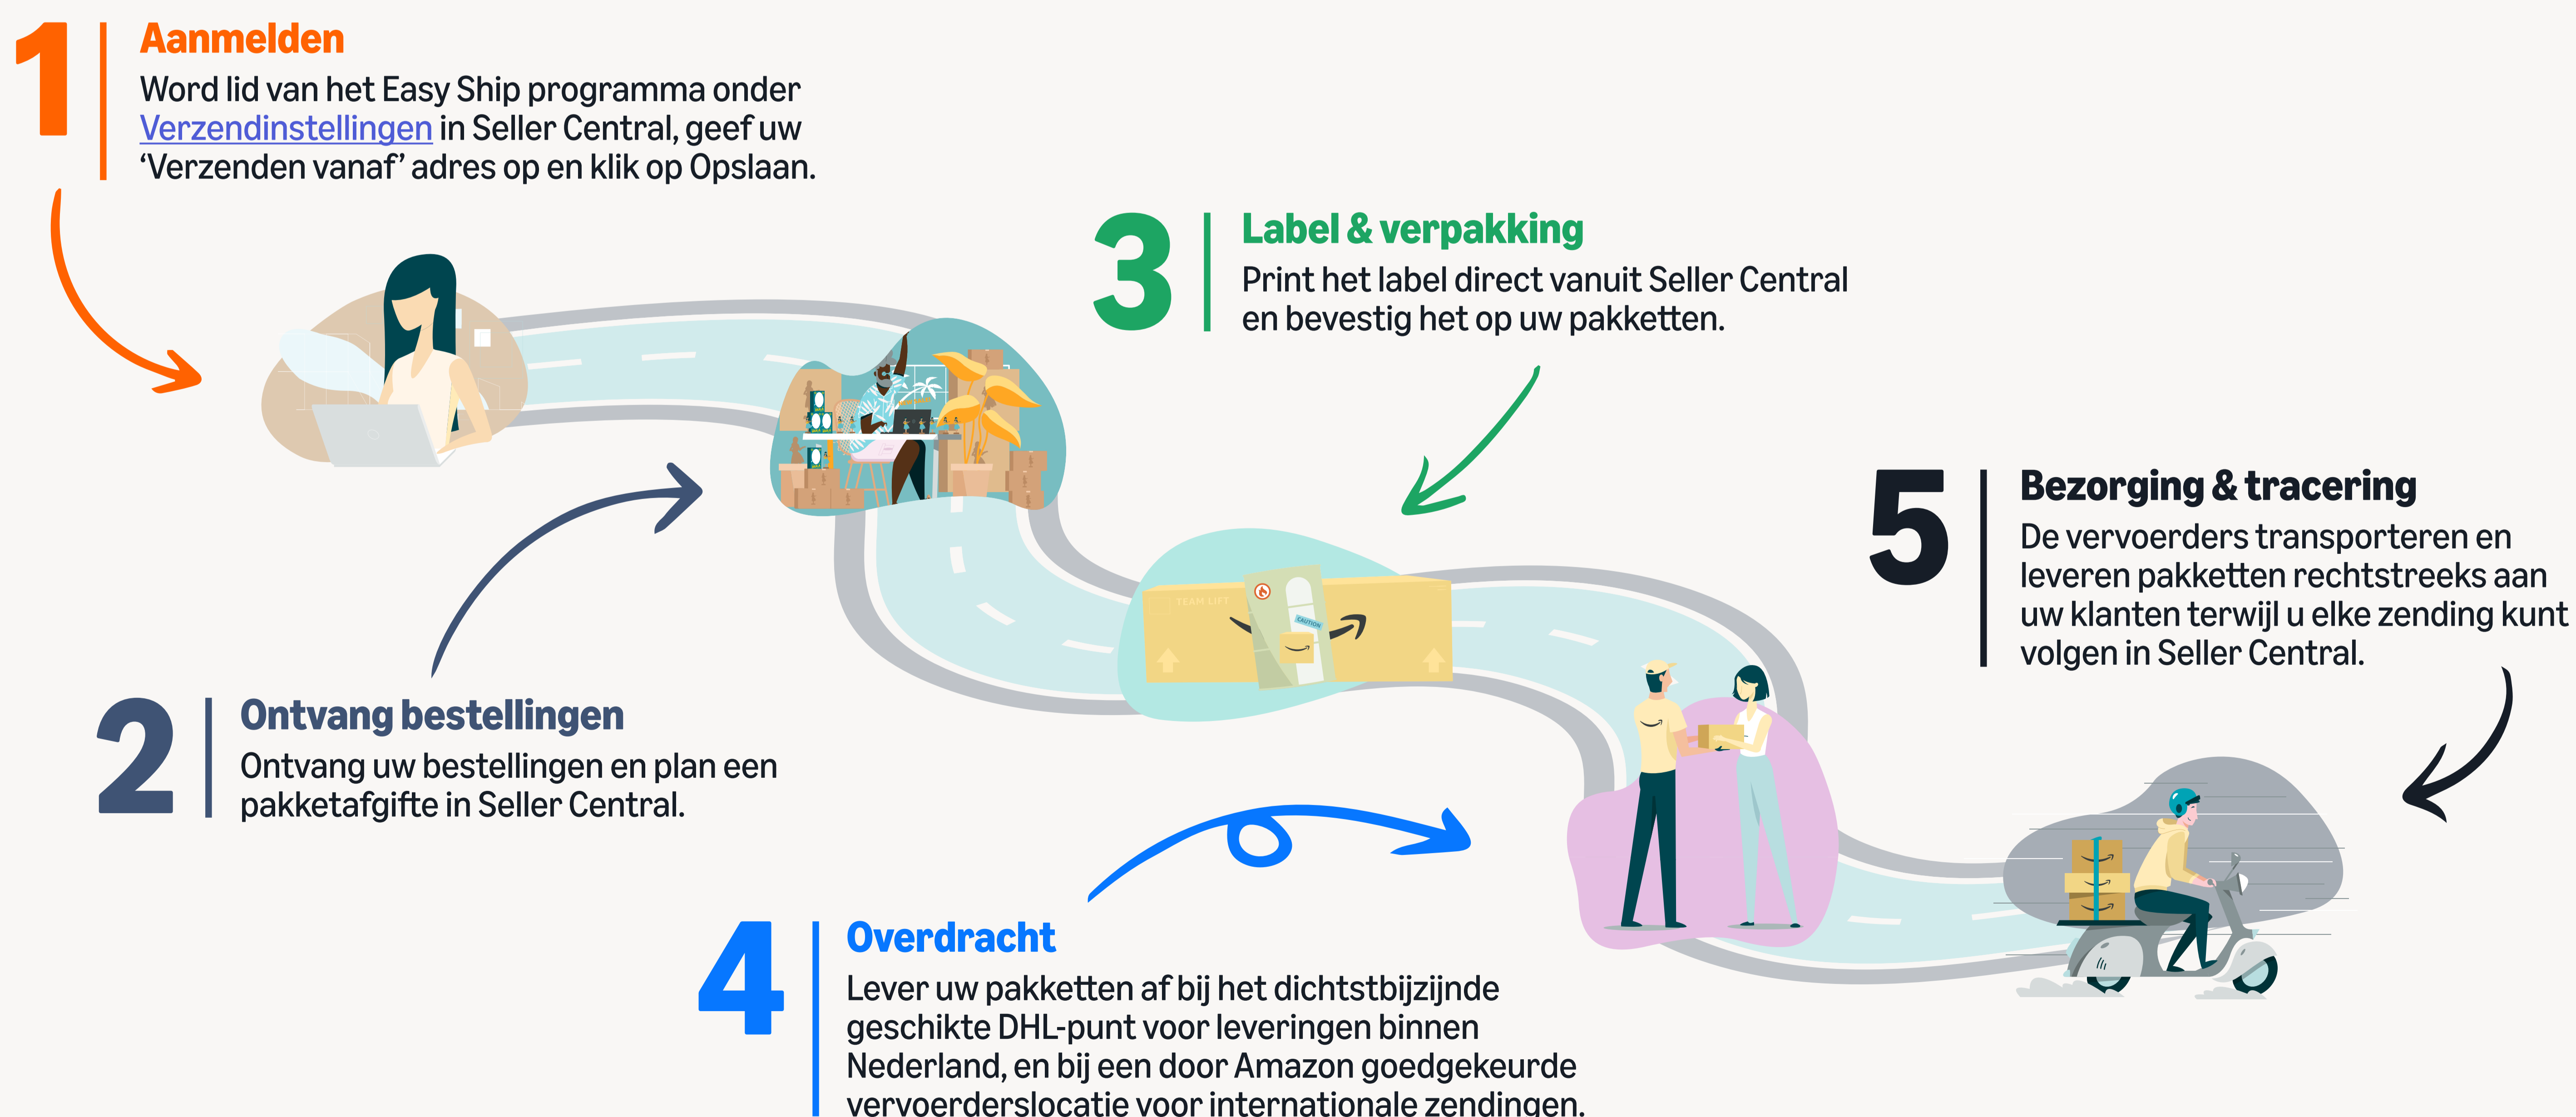 1
Aanmelden
Word lid van het Easy Ship programma onder
Verzendinstellingen in Seller Central, geef uw
‘Verzenden vanaf’ adres op en klik op Opslaan.
2
Ontvang bestellingen
Ontvang uw bestellingen en plan een
pakketafgifte in Seller Central.
3
Label & verpakking
Print het label direct vanuit Seller Central
en bevestig het op uw pakketten.
TEAM LIFT
CAUTION
4
Overdracht
Lever uw pakketten af bij het dichtstbijzijnde
geschikte DHL-punt voor leveringen binnen
Nederland, en bij een door Amazon goedgekeurde
vervoerderslocatie voor internationale zendingen.
5
Bezorging & tracering
De vervoerders transporteren en
leveren pakketten rechtstreeks aan
uw klanten terwijl u elke zending kunt
volgen in Seller Central.